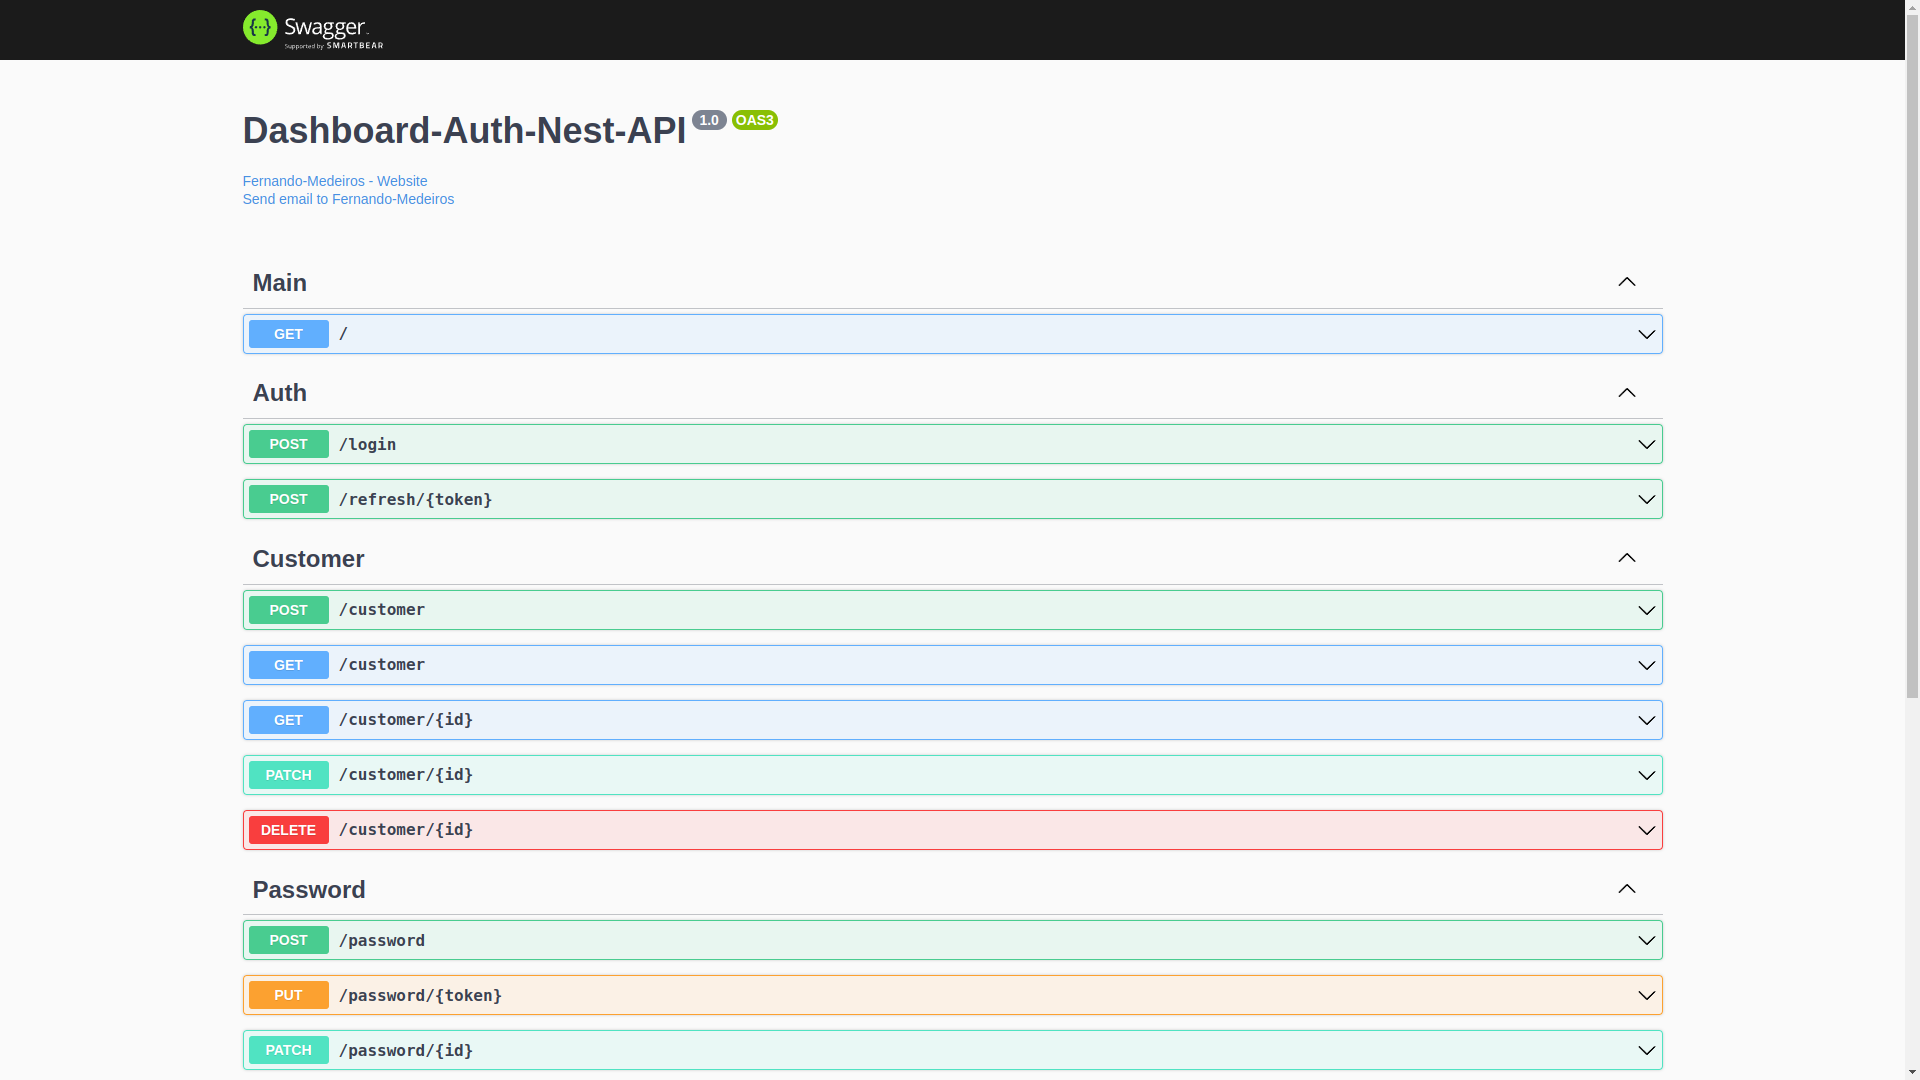 Swagger
Supported by SMARTBEAR
Dashboard-Auth-Nest-API 1.0 OAS3
Fernando-Medeiros - Website
Send email to Fernando-Medeiros
Main
GET /
Auth
POST /login
POST /refresh/{token}
Customer
POST /customer
GET /customer
GET /customer/{id}
PATCH /customer/{id}
DELETE /customer/{id}
Password
POST /password
PUT /password/{token}
PATCH /password/{id}